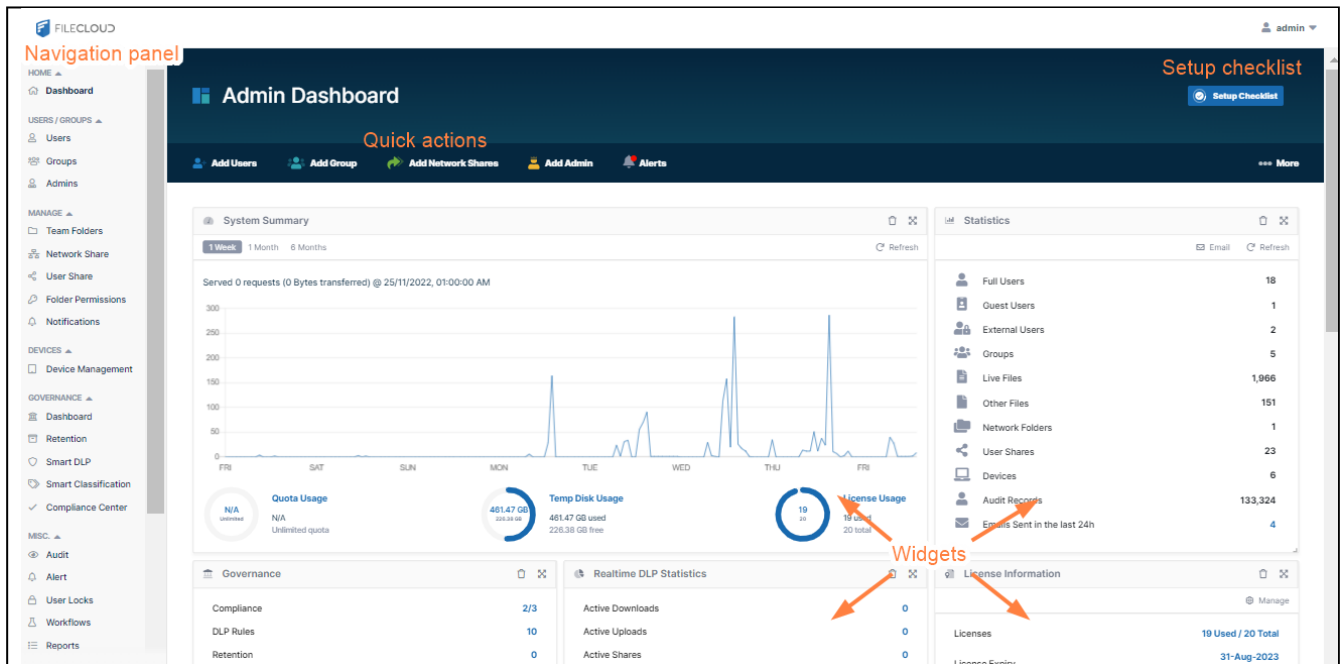 FILECLOUD
admin
Navigation panel
HOME
Dashboard
USERS / GROUPS
Users
Groups
Admins
MANAGE
Team Folders
Network Share
User Share
Folder Permissions
Notifications
DEVICES
Device Management
GOVERNANCE
Dashboard
Retention
Smart DLP
Smart Classification
Compliance Center
MISC.
Audit
Alert
User Locks
Workflows
Reports
Admin Dashboard
Setup checklist
Setup Checklist
Quick actions
Add Users
Add Group
Add Network Shares
Add Admin
Alerts
More
System Summary
1 Week 1 Month 6 Months
Refresh
Served 0 requests (0 Bytes transferred) @ 25/11/2022, 01:00:00 AM
300
250
200
150
100
50
0
FRI SAT SUN MON TUE WED THU FRI
N/A
Unlimited
Quota Usage
N/A
Unlimited quota
461.47 GB
226.38 GB
Temp Disk Usage
461.47 GB used
226.38 GB free
19
20
License Usage
19 used
20 total
Statistics
Email Refresh
Full Users 18
Guest Users 1
External Users 2
Groups 5
Live Files 1,966
Other Files 151
Network Folders 1
User Shares 23
Devices 6
Audit Records 133,324
Emails Sent in the last 24h 4
Widgets
Governance
Compliance 2/3
DLP Rules 10
Retention 0
Realtime DLP Statistics
Active Downloads 0
Active Uploads 0
Active Shares 0
License Information
Manage
Licenses 19 Used / 20 Total
License Expiry 31-Aug-2023